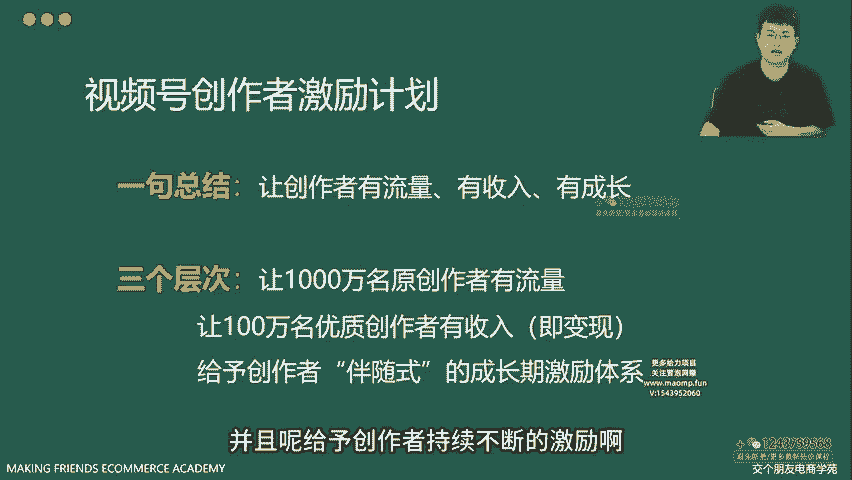 视频号创作者激励计划
一句总结：让创作者有流量、有收入、有成长
三个层次：让1000万名原创作者有流量
让100万名优质创作者有收入（即变现）
给予创作者“伴随式”的成长期激励体系
更多给力项目
关注冒泡网赚
www.maomp.fun
V:1543952060
并且呢给予创作者持续不断的激励啊
MAKING FRIENDS ECOMMERCE ACADEMY
交个朋友电商学苑